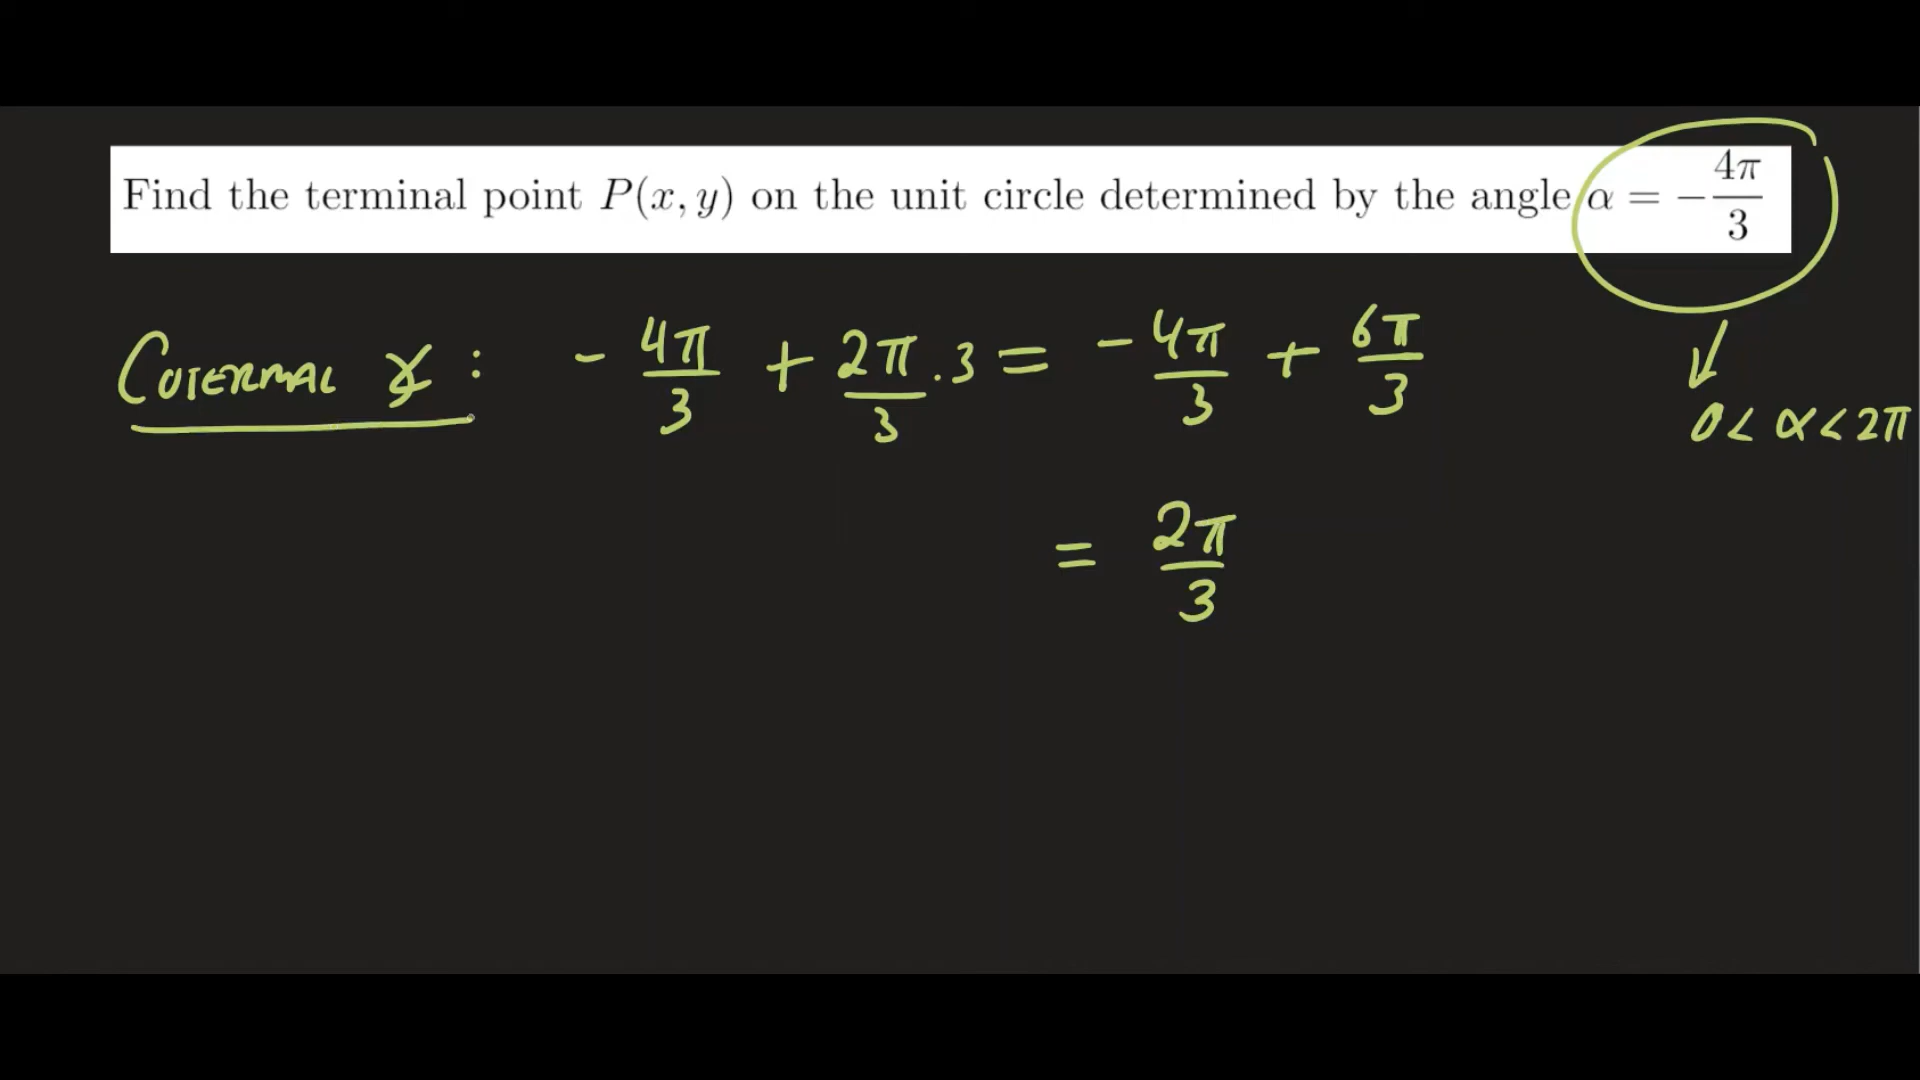 Find the terminal point P(x, y) on the unit circle determined by the angle α = −4π/3
COTERMAL ∡ : - 4π/3 + 2π/3 . 3 = - 4π/3 + 6π/3
0 < α < 2π
= 2π/3